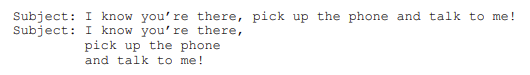 Subject: I know you’re there, pick up the phone and talk to me!
Subject: I know you’re there,
pick up the phone
and talk to me!